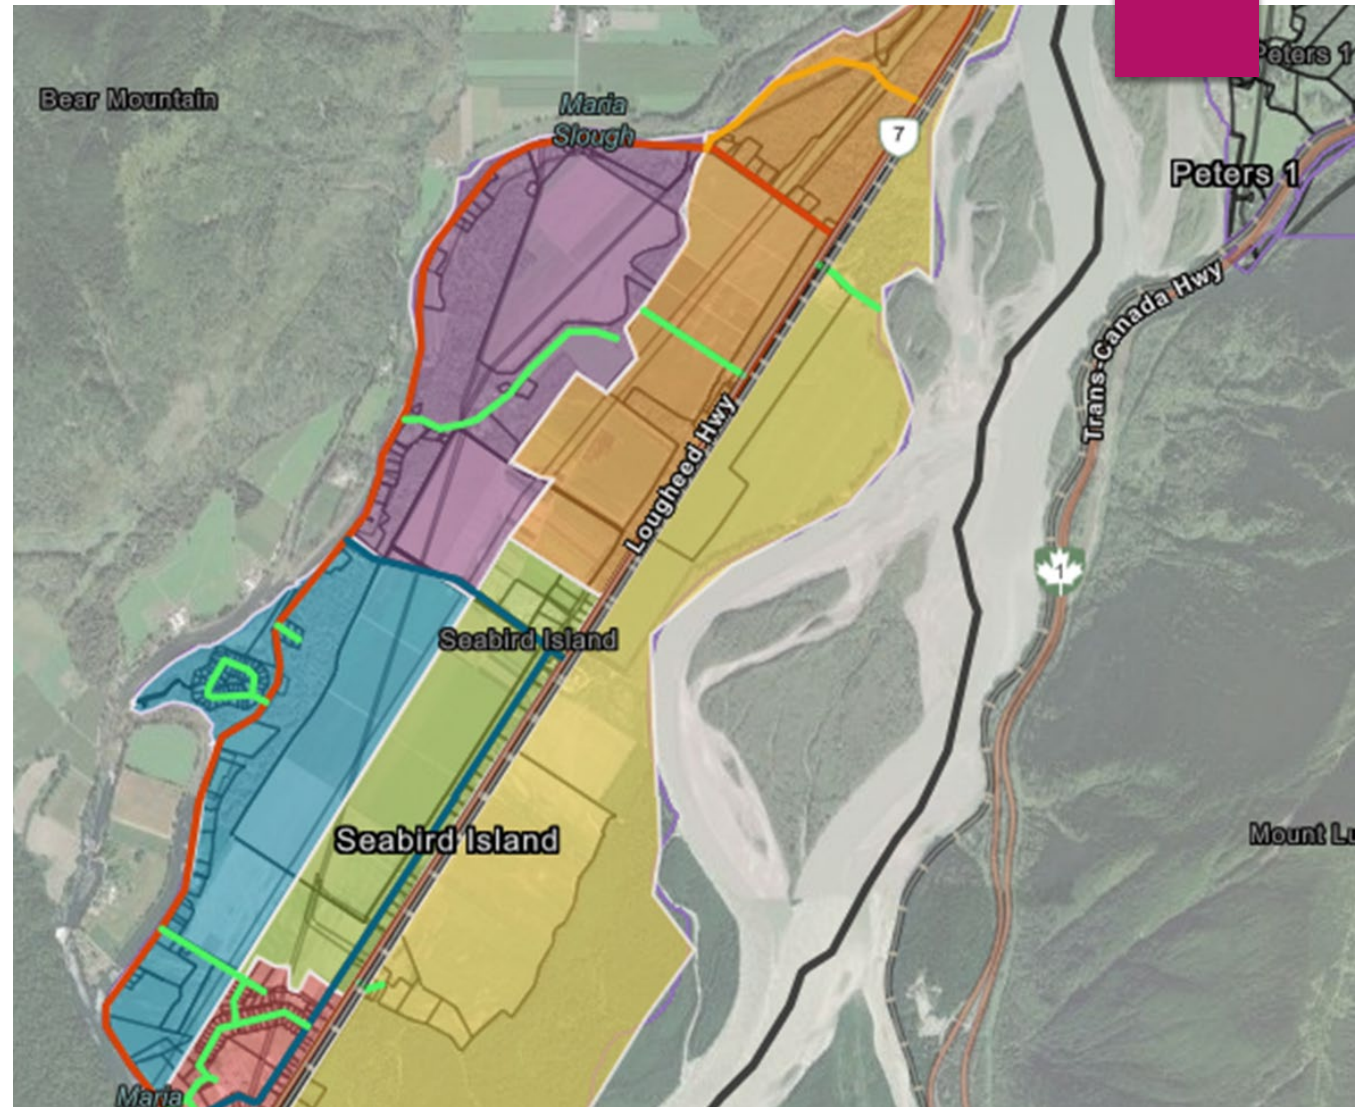 Peters 1
Bear Mountain
Maria
Slough
7
Peters 1
Trans-Canada Hwy
Lougheed Hwy
1
Seabird Island
Seabird Island
Mount Lu
Maria